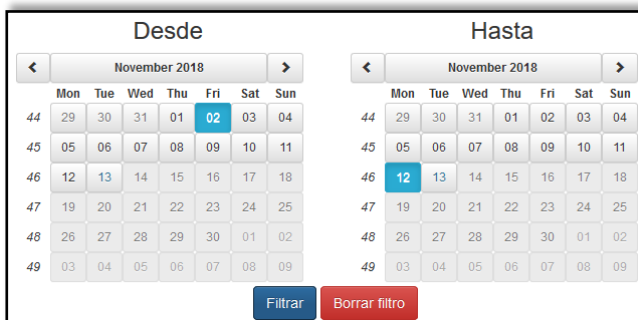 Desde
November 2018
Mon Tue Wed Thu Fri Sat Sun
44 29 30 31 01 02 03 04
45 05 06 07 08 09 10 11
46 12 13 14 15 16 17 18
47 19 20 21 22 23 24 25
48 26 27 28 29 30 01 02
49 03 04 05 06 07 08 09
Hasta
November 2018
Mon Tue Wed Thu Fri Sat Sun
44 29 30 31 01 02 03 04
45 05 06 07 08 09 10 11
46 12 13 14 15 16 17 18
47 19 20 21 22 23 24 25
48 26 27 28 29 30 01 02
49 03 04 05 06 07 08 09
Filtrar
Borrar filtro